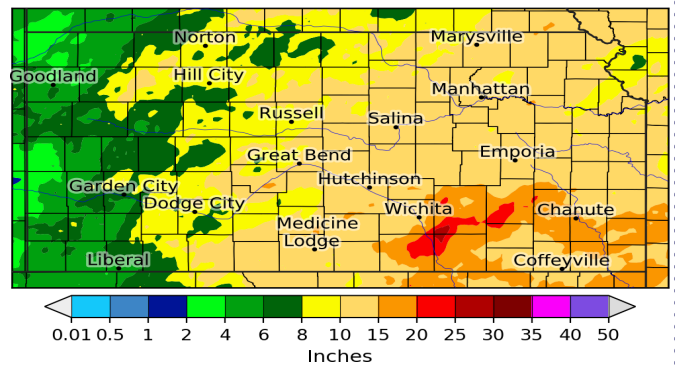 Norton
Marysville
Goodland
Hill City
Manhattan
Russell
Salina
Great Bend
Emporia
Hutchinson
Garden City
Dodge City
Wichita
Chanute
Medicine
Lodge
Liberal
Coffeyville
0.01 0.5 1 2 4 6 8 10 15 20 25 30 35 40 50
Inches